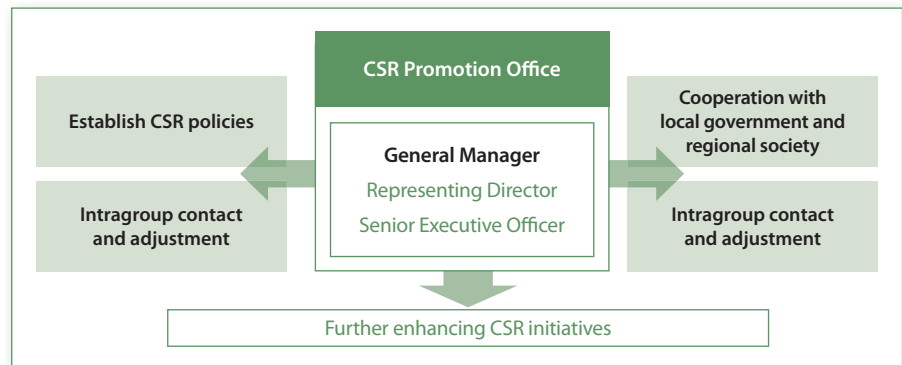 CSR Promotion Office
Establish CSR policies
Intragroup contact
and adjustment
General Manager
Representing Director
Senior Executive Officer
Cooperation with
local government and
regional society
Intragroup contact
and adjustment
Further enhancing CSR initiatives